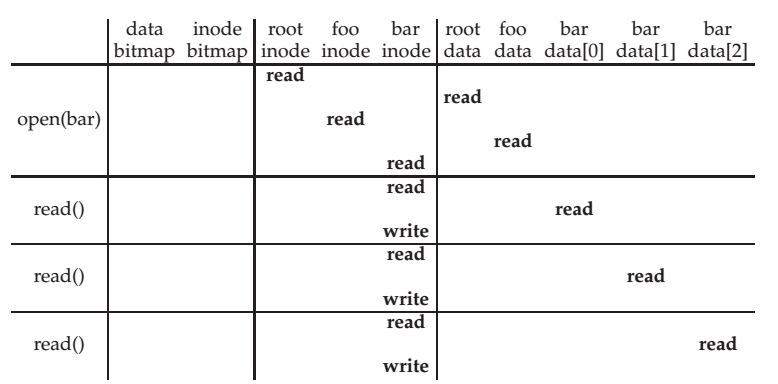 data inode root foo bar root foo bar bar bar
bitmap bitmap inode inode inode data data data[0] data[1] data[2]
read
read
open(bar) read
read
read
read
read() read
write
read
read() read
write
read
read() read
write